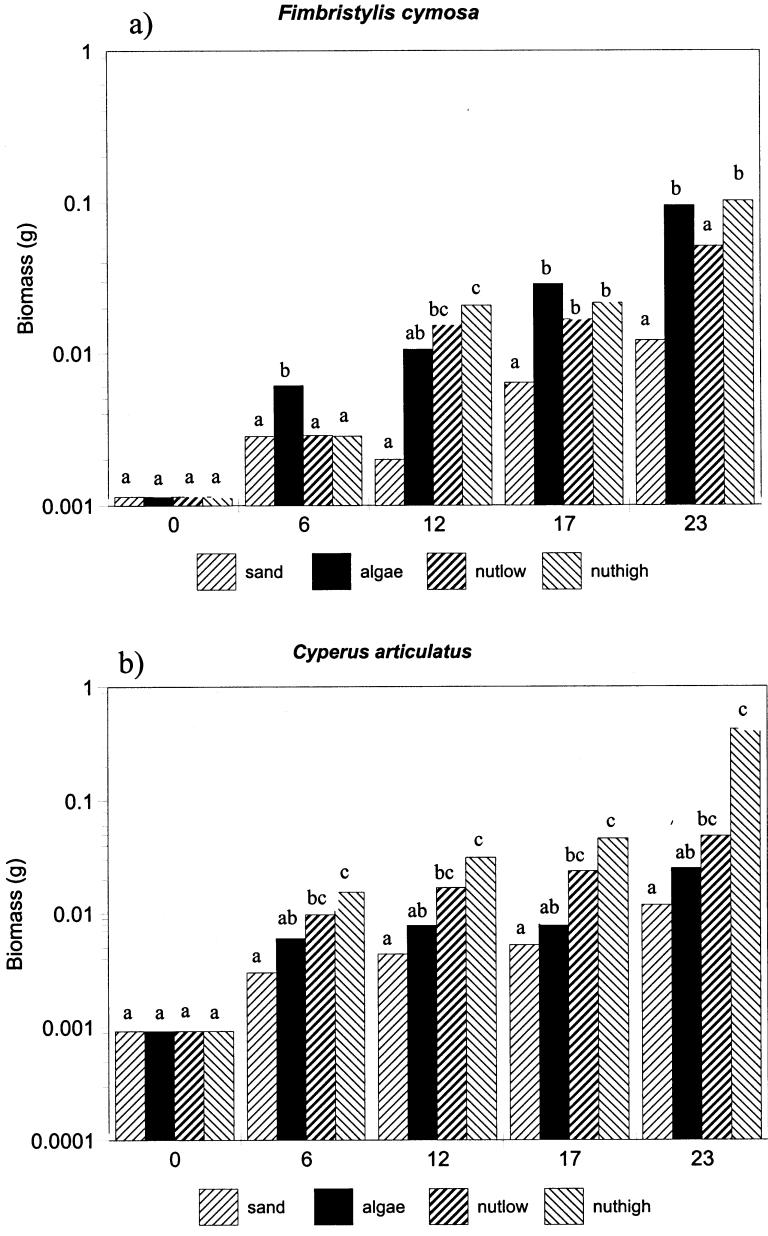 a)
Fimbristylis cymosa
1
0.1
0.01
0.001
Biomass (g)
a a a a
a b a a
a ab bc c
a b b b
a b a b
0 6 12 17 23
sand algae nutlow nuthigh
b)
Cyperus articulatus
1
0.1
0.01
0.001
0.0001
Biomass (g)
a a a a
a ab bc c
a ab bc c
a ab bc c
a ab bc c
0 6 12 17 23
sand algae nutlow nuthigh